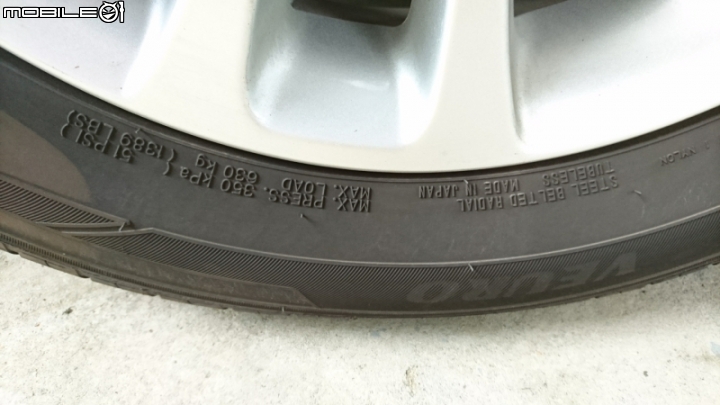 MOBILE01
MAX. LOAD 630 kg (1389 LBS)
MAX. PRESS. 350 kPa (51 PSI)
STEEL BELTED RADIAL
TUBELESS MADE IN JAPAN
NYLON
VEURO